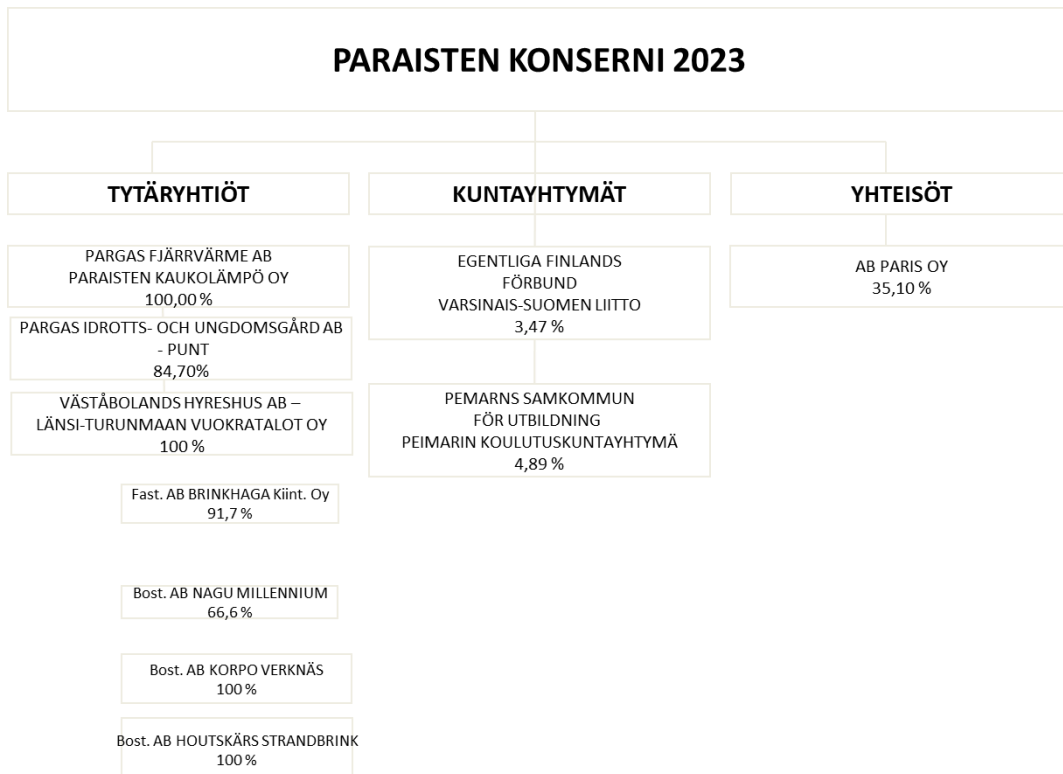 PARAISTEN KONSERNI 2023
TYTÄRYHTIÖT
PARGAS FJÄRRVÄRME AB
PARAISTEN KAUKOLÄMPÖ OY
100,00 %
PARGAS IDROTTS- OCH UNGDOMSGÅRD AB
- PUNT
84,70%
VÄSTÅBOLANDS HYRESHUS AB –
LÄNSI-TURUNMAAN VUOKRATALOT OY
100 %
Fast. AB BRINKHAGA Kiint. Oy
91,7 %
Bost. AB NAGU MILLENNIUM
66,6 %
Bost. AB KORPO VERKNÄS
100 %
Bost. AB HOUTSKÄRS STRANDBRINK
100 %
KUNTAYHTYMÄT
EGENTLIGA FINLANDS
FÖRBUND
VARSINAIS-SUOMEN LIITTO
3,47 %
PEMARNS SAMKOMMUN
FÖR UTBILDNING
PEIMARIN KOULUTUSKUNTAYHTYMÄ
4,89 %
YHTEISÖT
AB PARIS OY
35,10 %